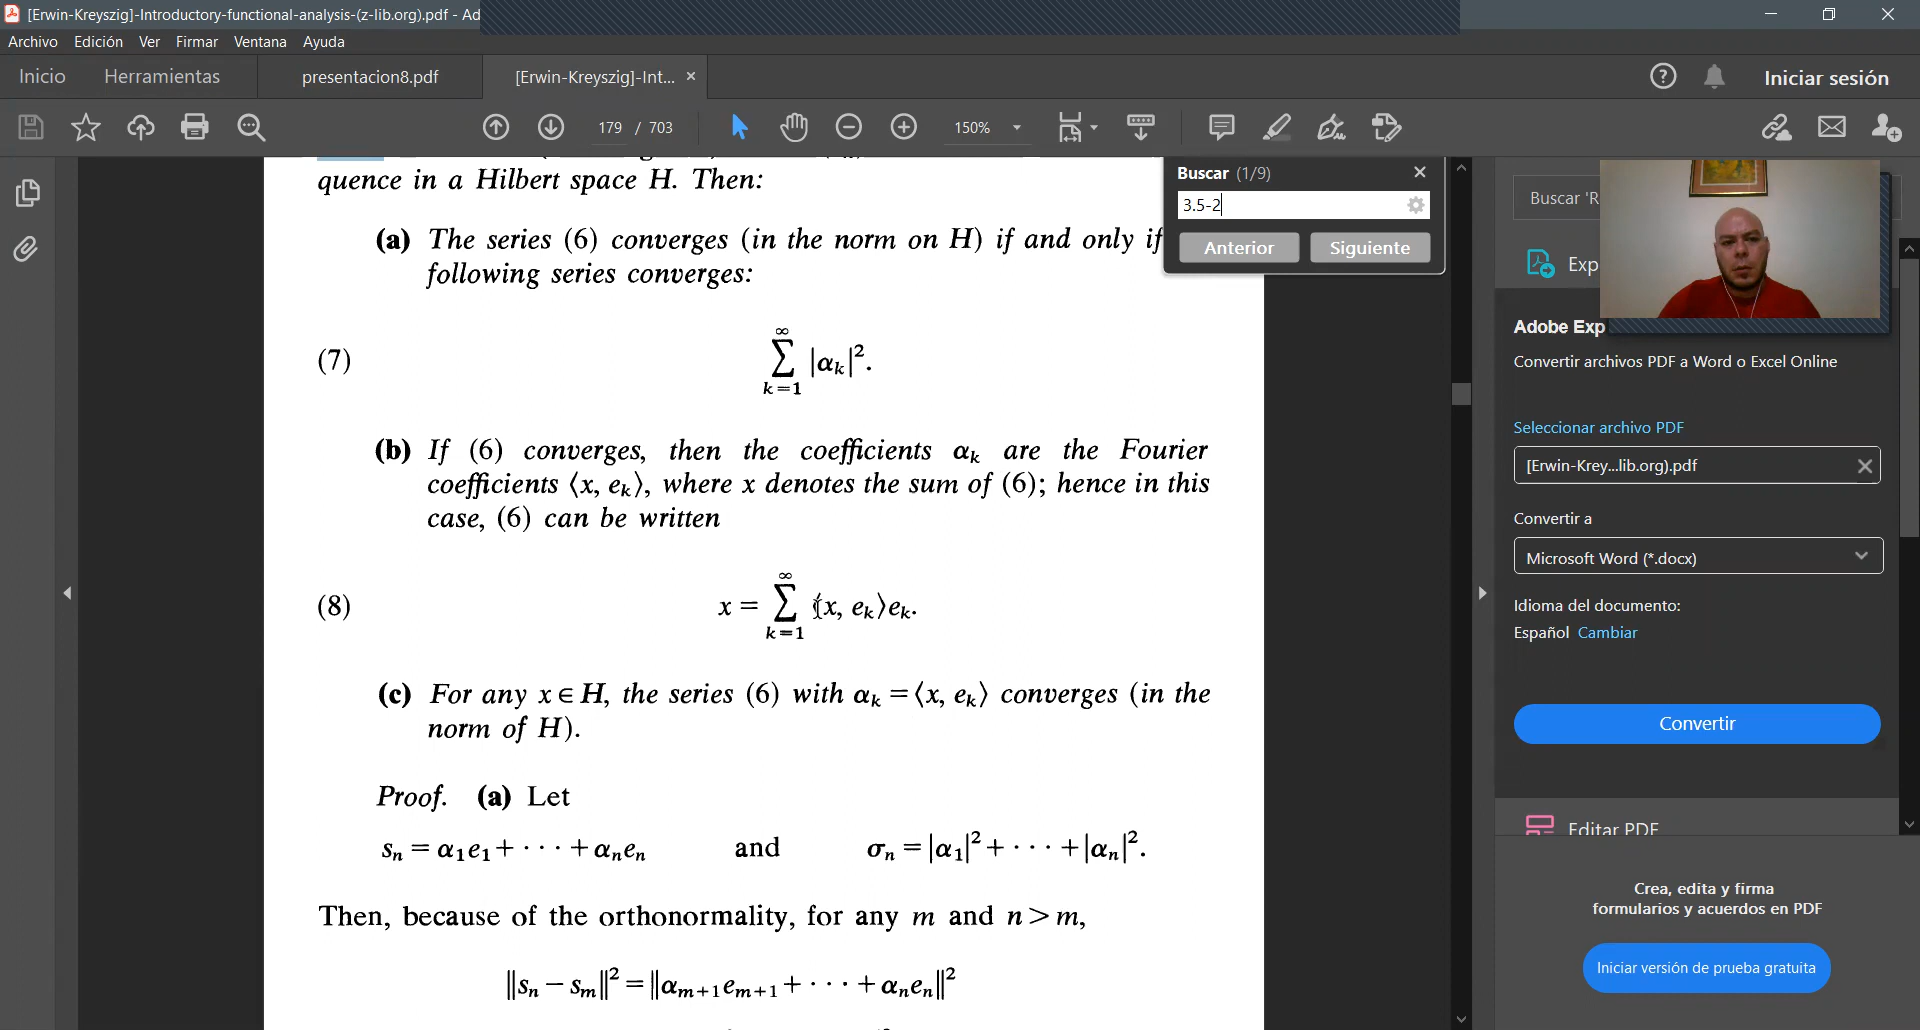 [Erwin-Kreyszig]-Introductory-functional-analysis-(z-lib.org).pdf - Ad
Archivo Edición Ver Firmar Ventana Ayuda
Inicio Herramientas presentacion8.pdf [Erwin-Kreyszig]-Int... ×
Iniciar sesión
179 / 703 150%
quence in a Hilbert space H. Then:
(a) The series (6) converges (in the norm on H) if and only if
following series converges:
(7) ∑_{k=1}^{∞} |α_k|².
(b) If (6) converges, then the coefficients α_k are the Fourier
coefficients ⟨x, e_k⟩, where x denotes the sum of (6); hence in this
case, (6) can be written
(8) x = ∑_{k=1}^{∞} ⟨x, e_k⟩e_k.
(c) For any x ∈ H, the series (6) with α_k = ⟨x, e_k⟩ converges (in the
norm of H).
Proof. (a) Let
s_n = α_1e_1 + · · · + α_ne_n and σ_n = |α_1|² + · · · + |α_n|².
Then, because of the orthonormality, for any m and n > m,
‖s_n − s_m‖² = ‖α_{m+1}e_{m+1} + · · · + α_ne_n‖²
Buscar (1/9)
3.5-2
Anterior Siguiente
Buscar 'R
Exp
Adobe Exp
Convertir archivos PDF a Word o Excel Online
Seleccionar archivo PDF
[Erwin-Krey...lib.org).pdf
Convertir a
Microsoft Word (*.docx)
Idioma del documento:
Español Cambiar
Convertir
Editar PDF
Crea, edita y firma
formularios y acuerdos en PDF
Iniciar versión de prueba gratuita